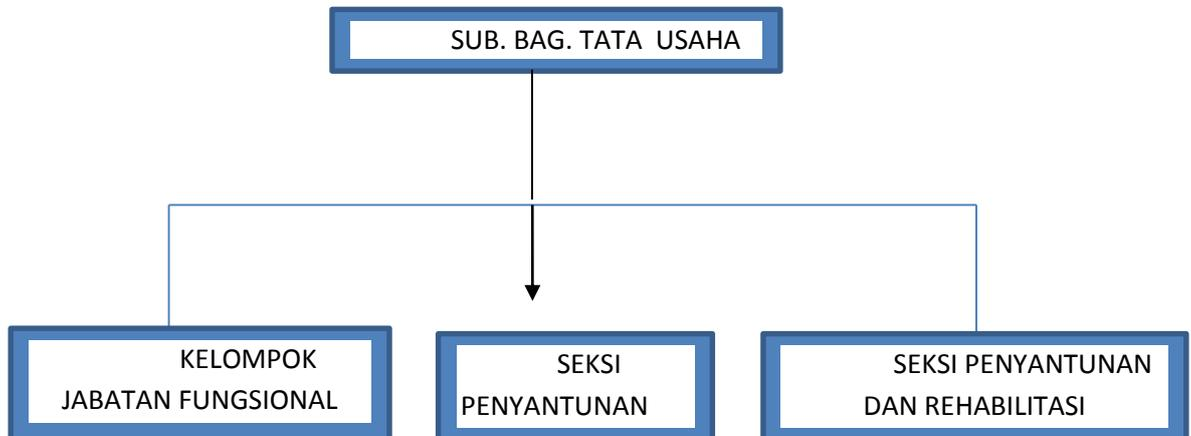 SUB. BAG. TATA USAHA
KELOMPOK
JABATAN FUNGSIONAL
SEKSI
PENYANTUNAN
SEKSI PENYANTUNAN
DAN REHABILITASI